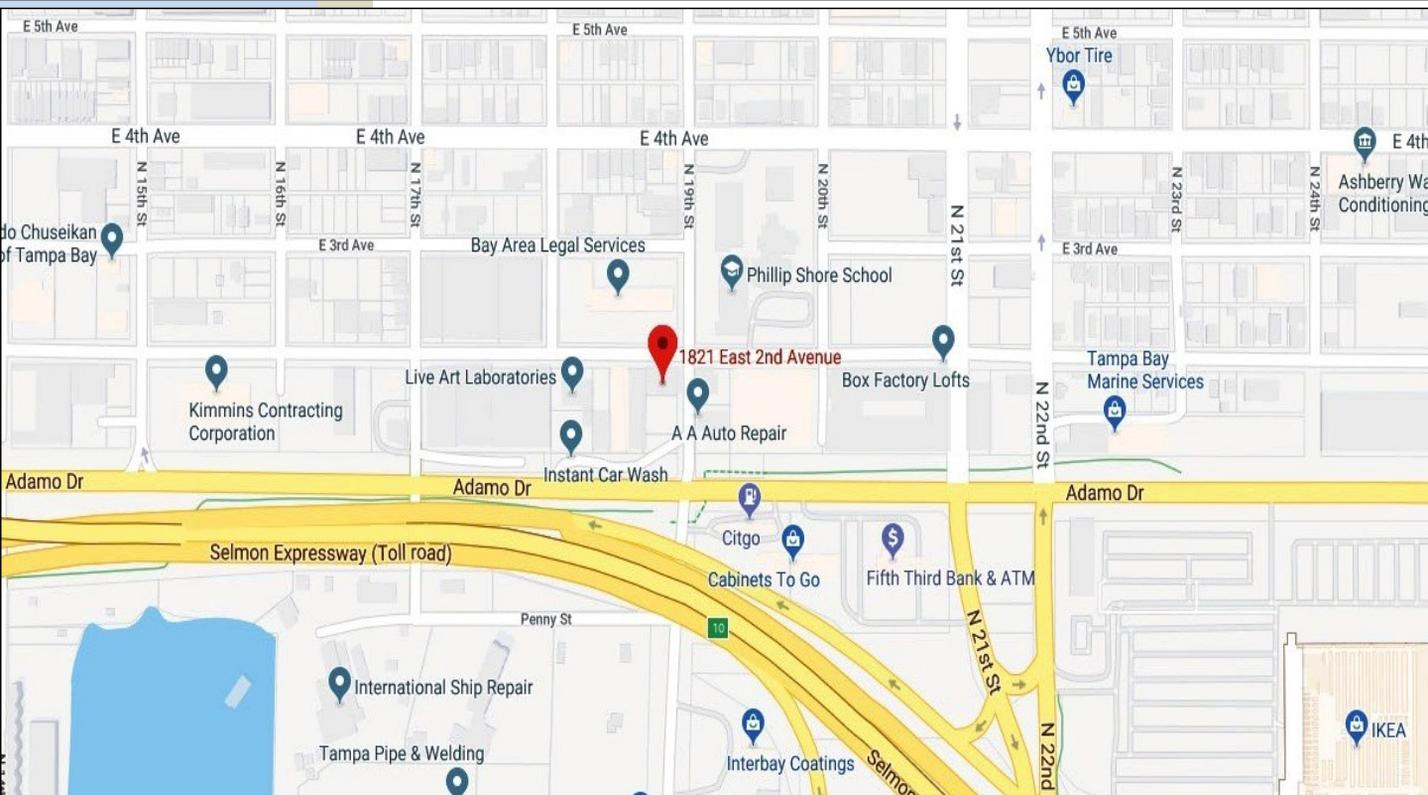 E 5th Ave
E 5th Ave
E 5th Ave
Ybor Tire
E 4th Ave
E 4th Ave
E 4th Ave
E 4th
N 15th St
N 16th St
N 17th St
N 19th St
N 20th St
N 21st St
N 23rd St
N 24th St
Ashberry Wa
Conditioning
do Chuseikan
of Tampa Bay
E 3rd Ave
Bay Area Legal Services
E 3rd Ave
Phillip Shore School
1821 East 2nd Avenue
Tampa Bay
Marine Services
Live Art Laboratories
Box Factory Lofts
Kimmins Contracting
Corporation
A A Auto Repair
N 22nd St
Instant Car Wash
Adamo Dr
Adamo Dr
Adamo Dr
Citgo
Selmon Expressway (Toll road)
Cabinets To Go
$
Fifth Third Bank & ATM
Penny St
10
N 21st St
International Ship Repair
Tampa Pipe & Welding
Interbay Coatings
Selmon
N 22nd
IKEA